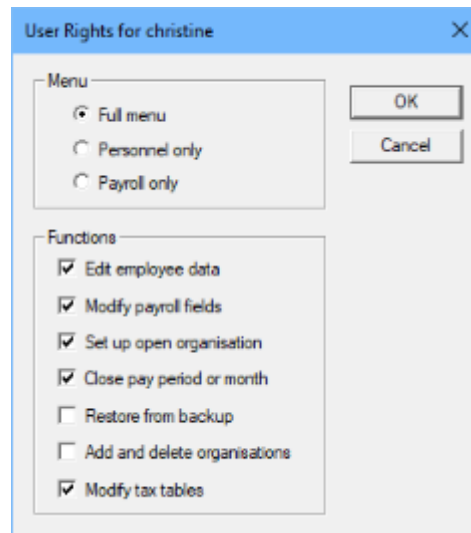 User Rights for christine
Menu
Full menu
Personnel only
Payroll only
OK
Cancel
Functions
Edit employee data
Modify payroll fields
Set up open organisation
Close pay period or month
Restore from backup
Add and delete organisations
Modify tax tables